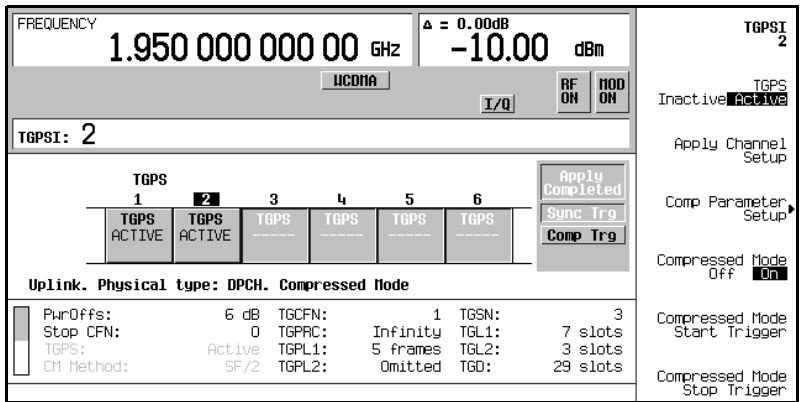 FREQUENCY
1.950 000 000 00 GHz
Δ = 0.00dB
-10.00 dBm
WCDMA
I/Q
RF ON
MOD ON
TGPSI: 2
TGPS
1 2 3 4 5 6
TGPS TGPS TGPS TGPS TGPS TGPS
ACTIVE ACTIVE ----- ----- ----- -----
Apply Completed
Sync Trg
Comp Trg
Uplink. Physical type: DPCH. Compressed Mode
PwrOffs: 6 dB TGCFN: 1 TGSN: 3
Stop CFN: 0 TGPRC: Infinity TGL1: 7 slots
TGPS: Active TGPL1: 5 frames TGL2: 3 slots
CM Method: SF/2 TGPL2: Omitted TGD: 29 slots
TGPSI
2
TGPS
Inactive Active
Apply Channel
Setup
Comp Parameter
Setup
Compressed Mode
Off On
Compressed Mode
Start Trigger
Compressed Mode
Stop Trigger